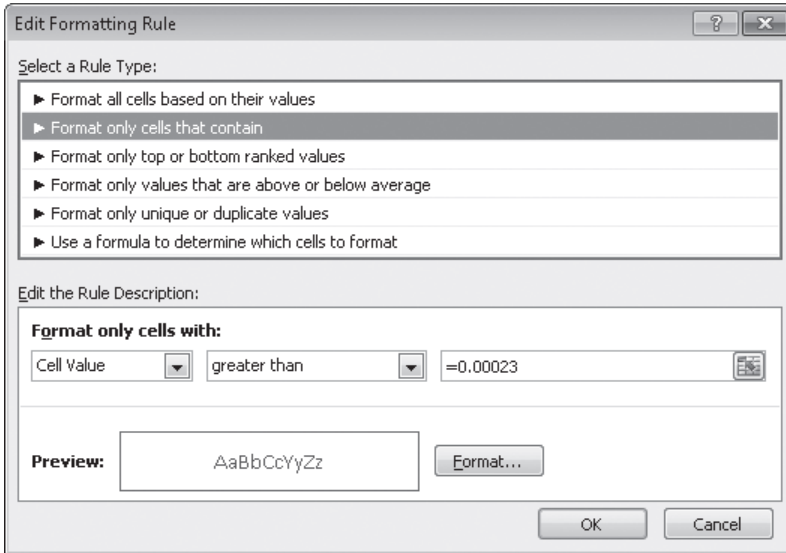 Edit Formatting Rule
Select a Rule Type:
► Format all cells based on their values
► Format only cells that contain
► Format only top or bottom ranked values
► Format only values that are above or below average
► Format only unique or duplicate values
► Use a formula to determine which cells to format
Edit the Rule Description:
Format only cells with:
Cell Value greater than =0.00023
Preview: AaBbCcYyZz Format...
OK Cancel